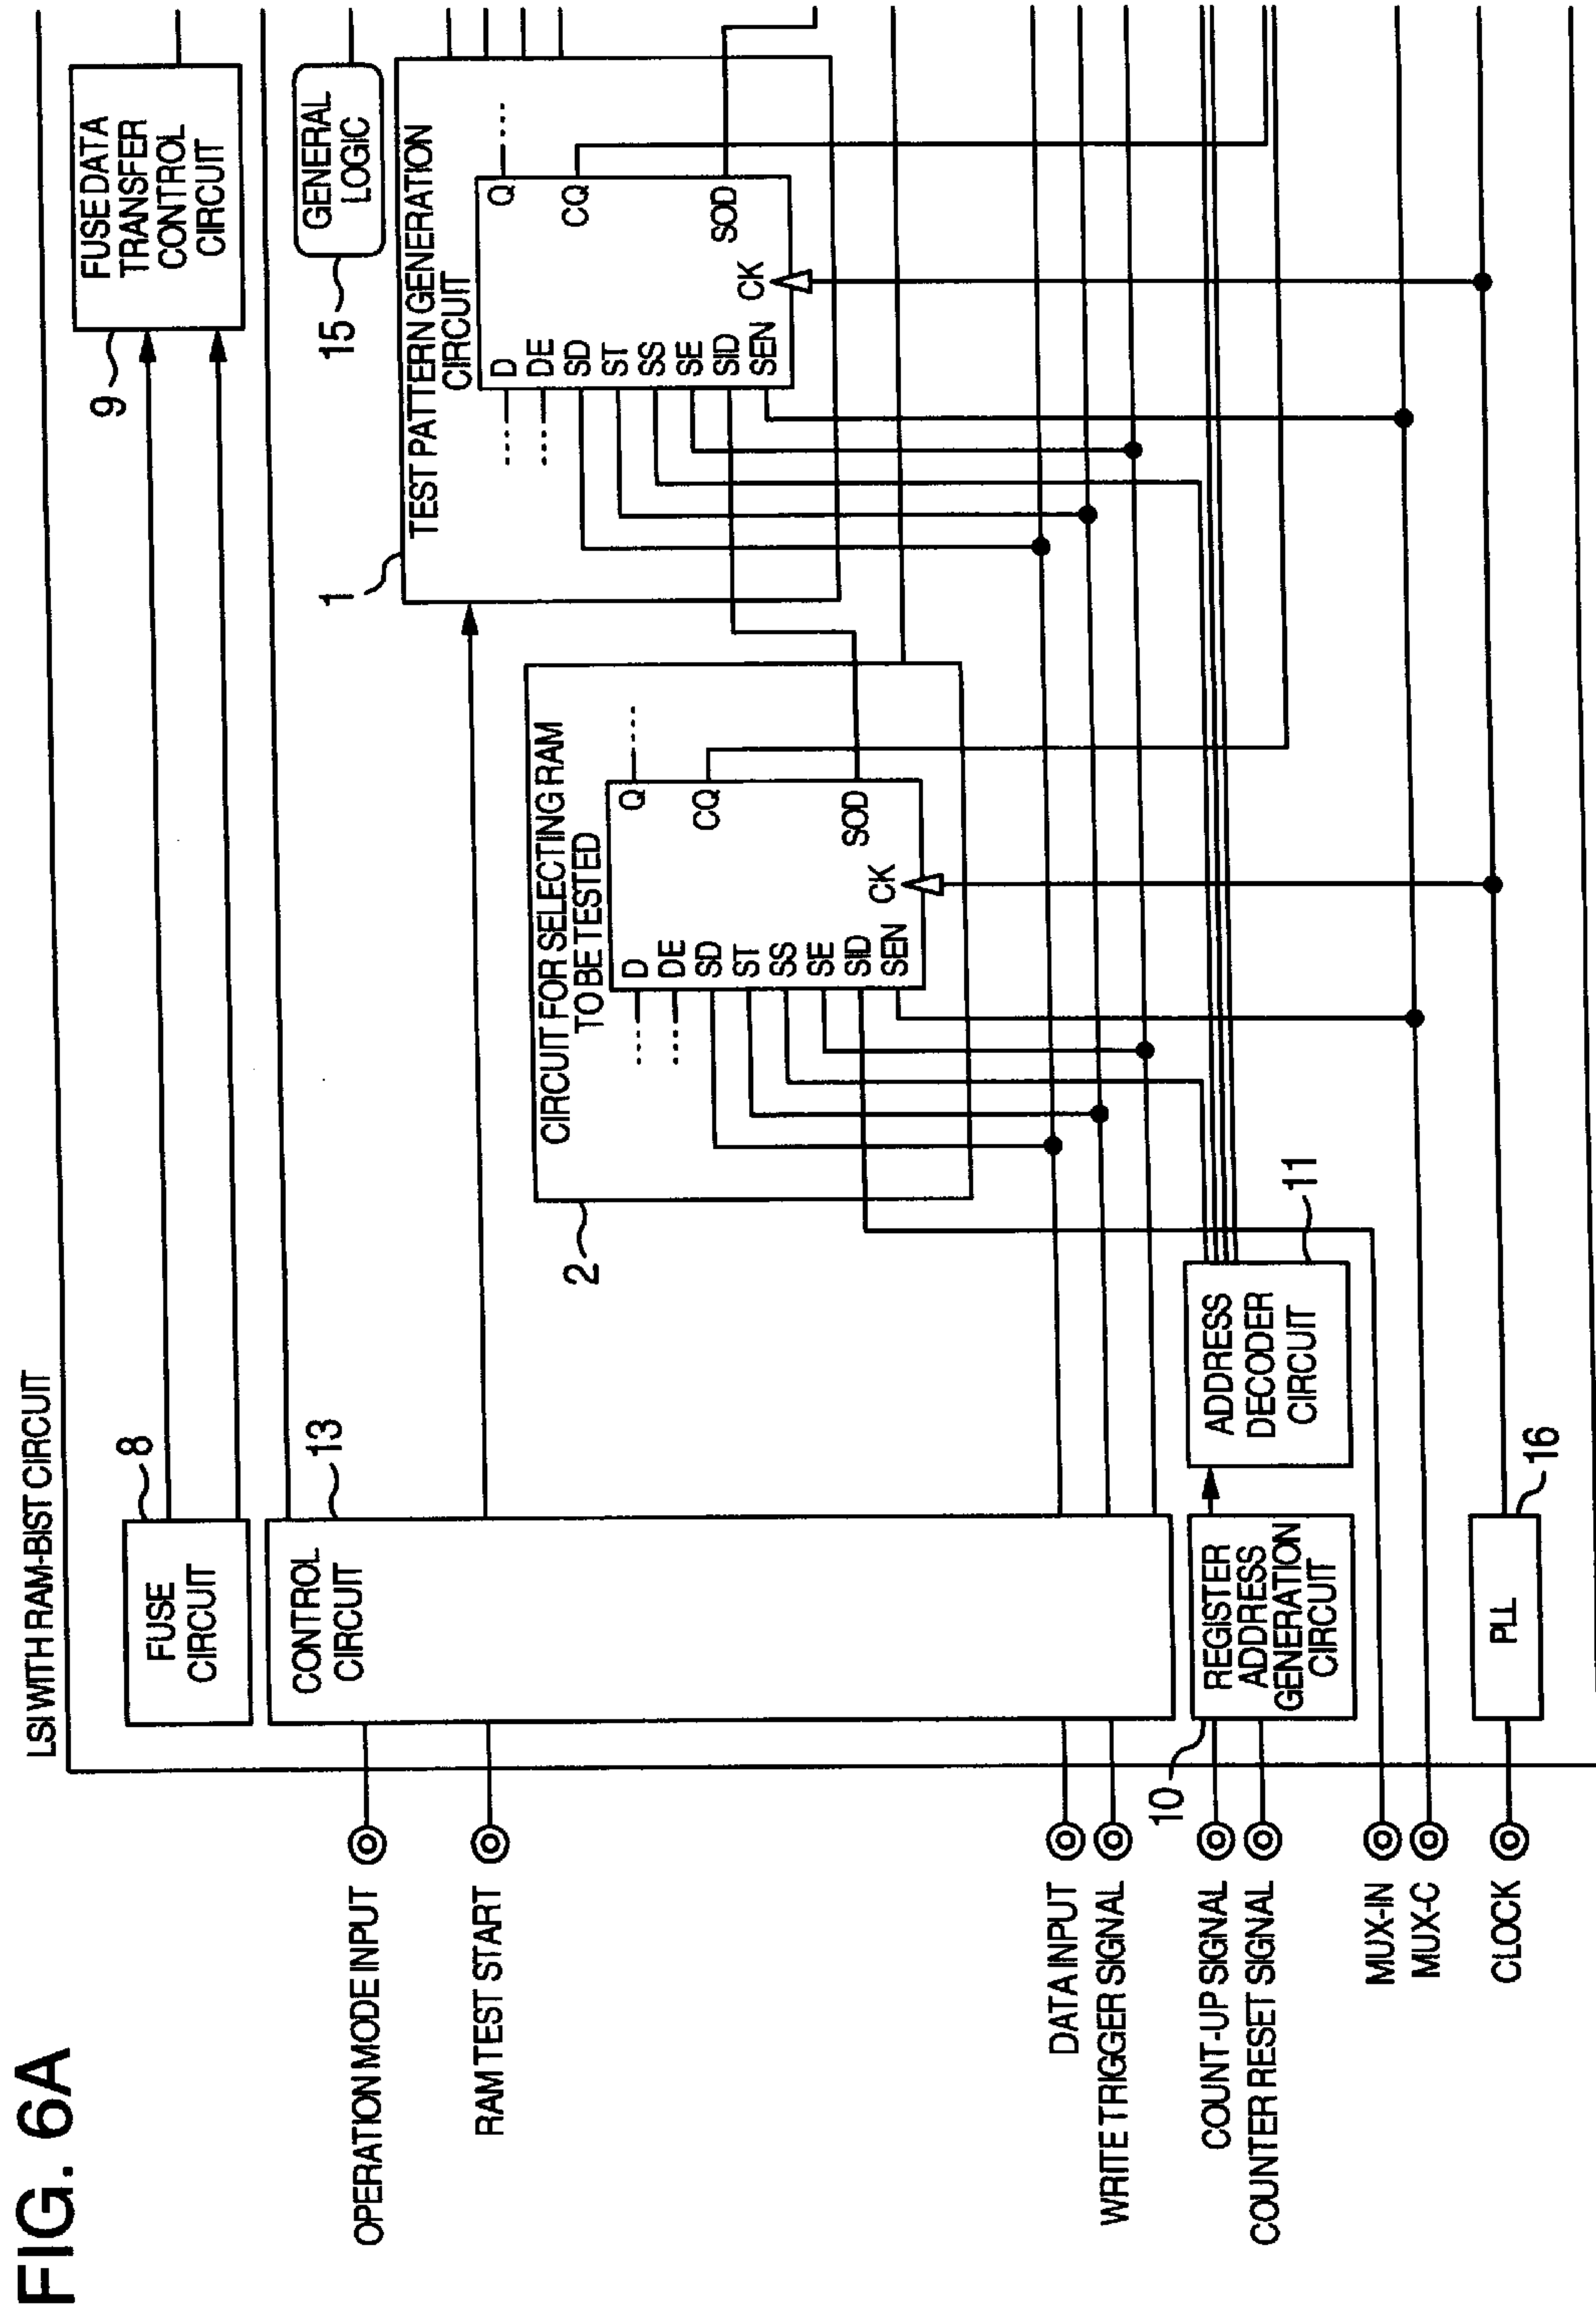 FIG. 6A
LSI WITH RAM-BIST CIRCUIT
8
FUSE
CIRCUIT
9
FUSE DATA
TRANSFER
CONTROL
CIRCUIT
13
CONTROL
CIRCUIT
15
GENERAL
LOGIC
OPERATION MODE INPUT
RAM TEST START
1
TEST PATTERN GENERATION
CIRCUIT
D
DE
SD
ST
SS
SE
SID
SEN
CK
Q
CQ
SOD
2
CIRCUIT FOR SELECTING RAM
TO BE TESTED
D
DE
SD
ST
SS
SE
SID
SEN
CK
Q
CQ
SOD
DATA INPUT
WRITE TRIGGER SIGNAL
10
COUNT-UP SIGNAL
COUNTER RESET SIGNAL
REGISTER
ADDRESS
GENERATION
CIRCUIT
11
ADDRESS
DECODER
CIRCUIT
MUX-IN
MUX-C
CLOCK
PLL
16